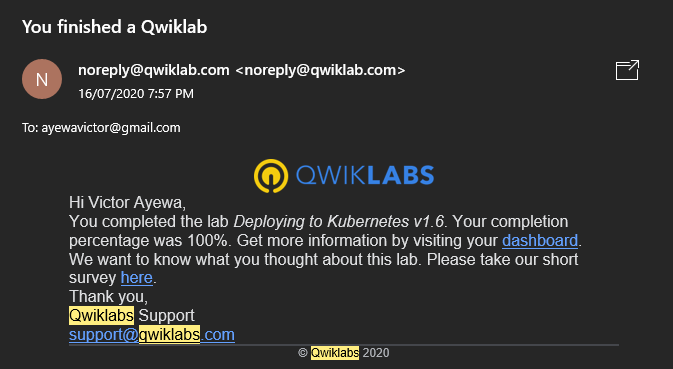 You finished a Qwiklab
N
noreply@qwiklab.com <noreply@qwiklab.com>
16/07/2020 7:57 PM
To: ayewavictor@gmail.com
QWIKLABS
Hi Victor Ayewa,
You completed the lab Deploying to Kubernetes v1.6. Your completion
percentage was 100%. Get more information by visiting your dashboard.
We want to know what you thought about this lab. Please take our short
survey here.
Thank you,
Qwiklabs Support
support@qwiklabs.com
© Qwiklabs 2020